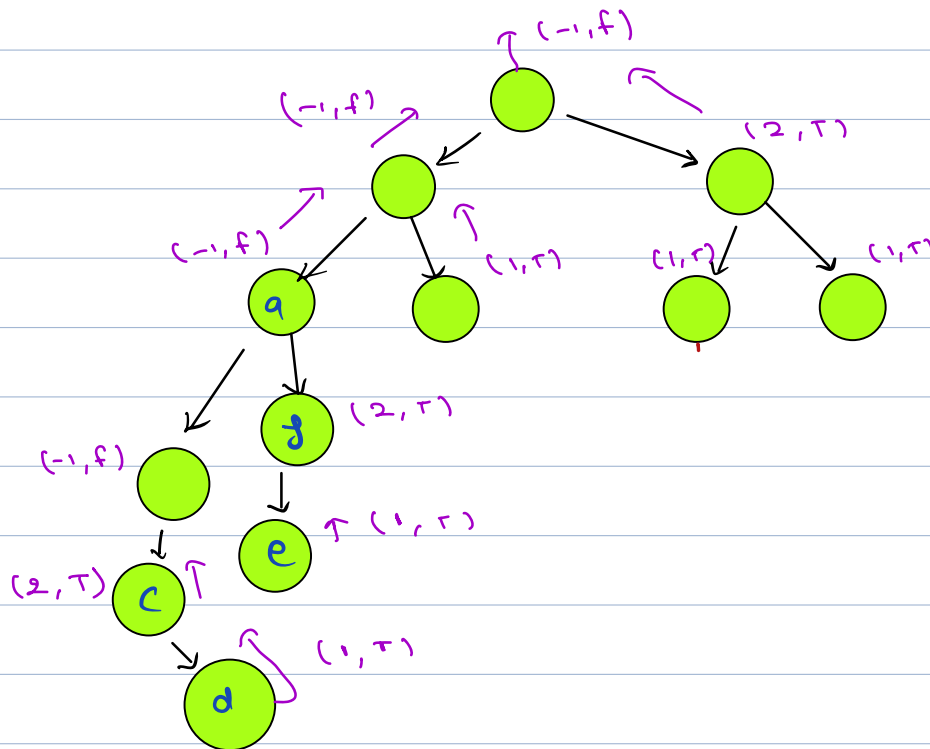 (-1, f)
(-1, f)
(2, T)
(-1, f)
(1, T)
(1, T)
(1, T)
a
(2, T)
f
(-1, f)
(1, T)
e
(2, T)
c
(1, T)
d